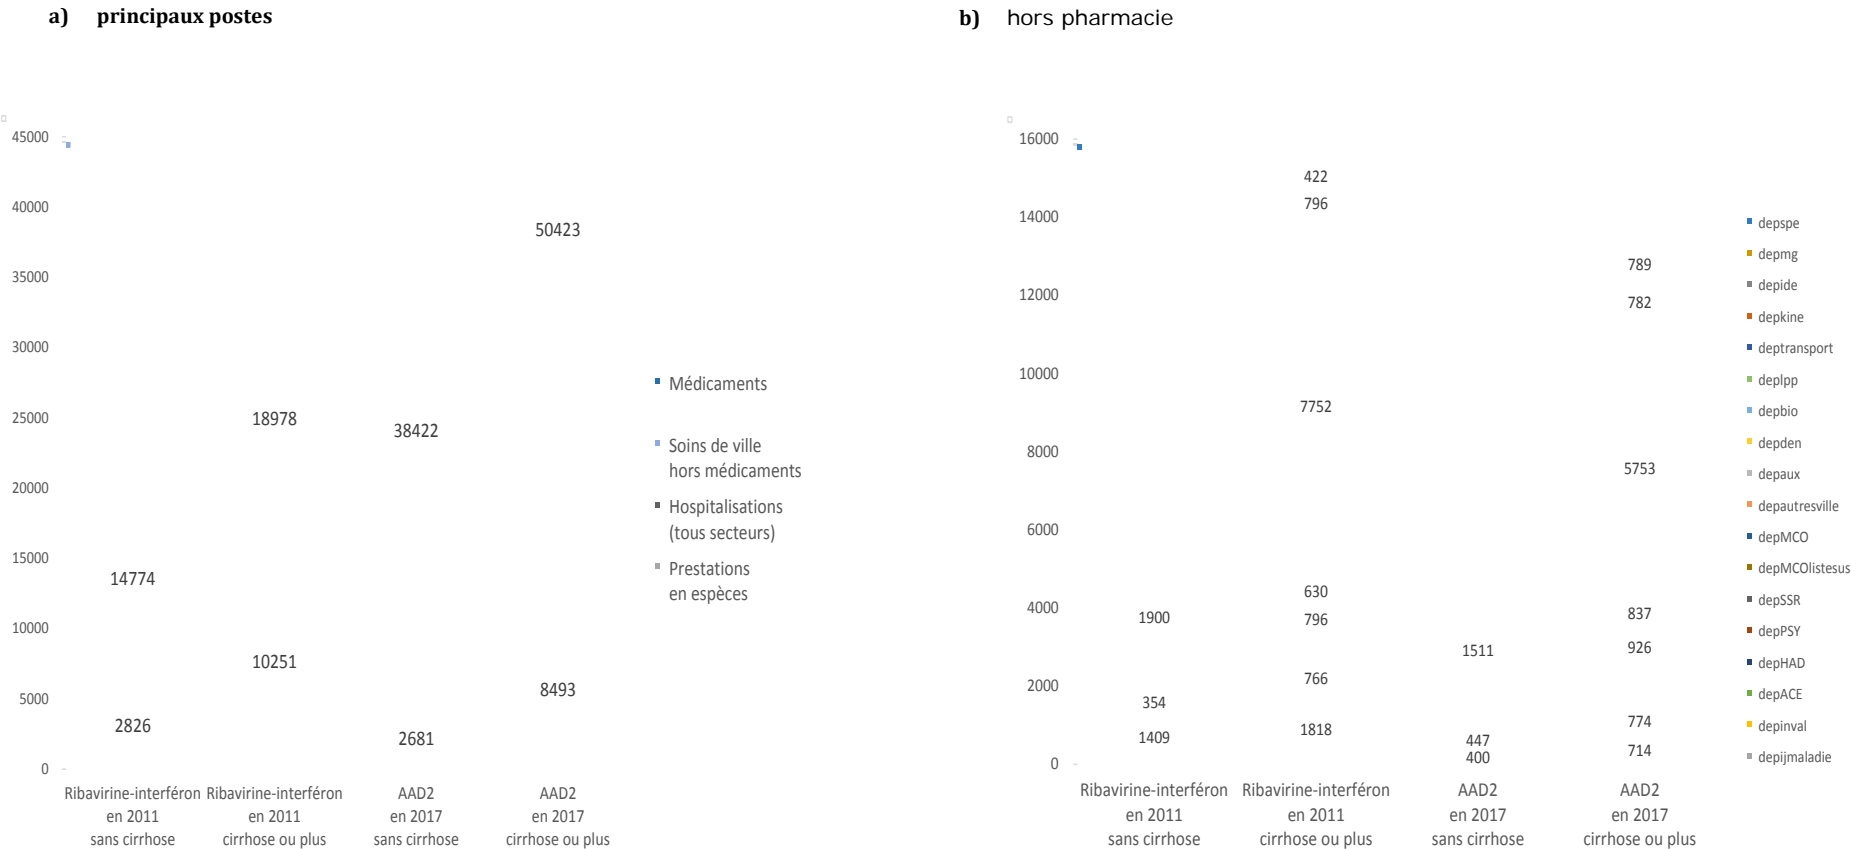 a) principaux postes
45000
40000
35000
30000
25000
20000
15000
10000
5000
0
50423
18978
38422
14774
10251
8493
2826
2681
Ribavirine-interféron
en 2011
sans cirrhose
Ribavirine-interféron
en 2011
cirrhose ou plus
AAD2
en 2017
sans cirrhose
AAD2
en 2017
cirrhose ou plus
Médicaments
Soins de ville
hors médicaments
Hospitalisations
(tous secteurs)
Prestations
en espèces
b) hors pharmacie
16000
14000
12000
10000
8000
6000
4000
2000
0
422
796
789
782
7752
5753
630
837
1900
796
1511
926
766
354
774
1818
1409
447
714
400
Ribavirine-interféron
en 2011
sans cirrhose
Ribavirine-interféron
en 2011
cirrhose ou plus
AAD2
en 2017
sans cirrhose
AAD2
en 2017
cirrhose ou plus
depspe
depmg
depide
depkine
deptransport
deplpp
depbio
depden
depaux
depautresville
depMCO
depMCOlistesus
depSSR
depPSY
depHAD
depACE
depinval
depijmaladie